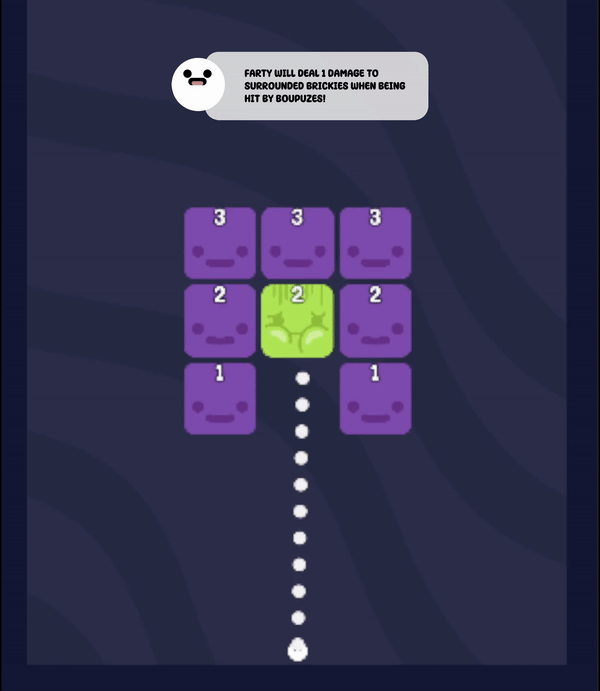 FARTY WILL DEAL 1 DAMAGE TO
SURROUNDED BRICKIES WHEN BEING
HIT BY BOUPUZES!
3 3 3
2 2 2
1 1